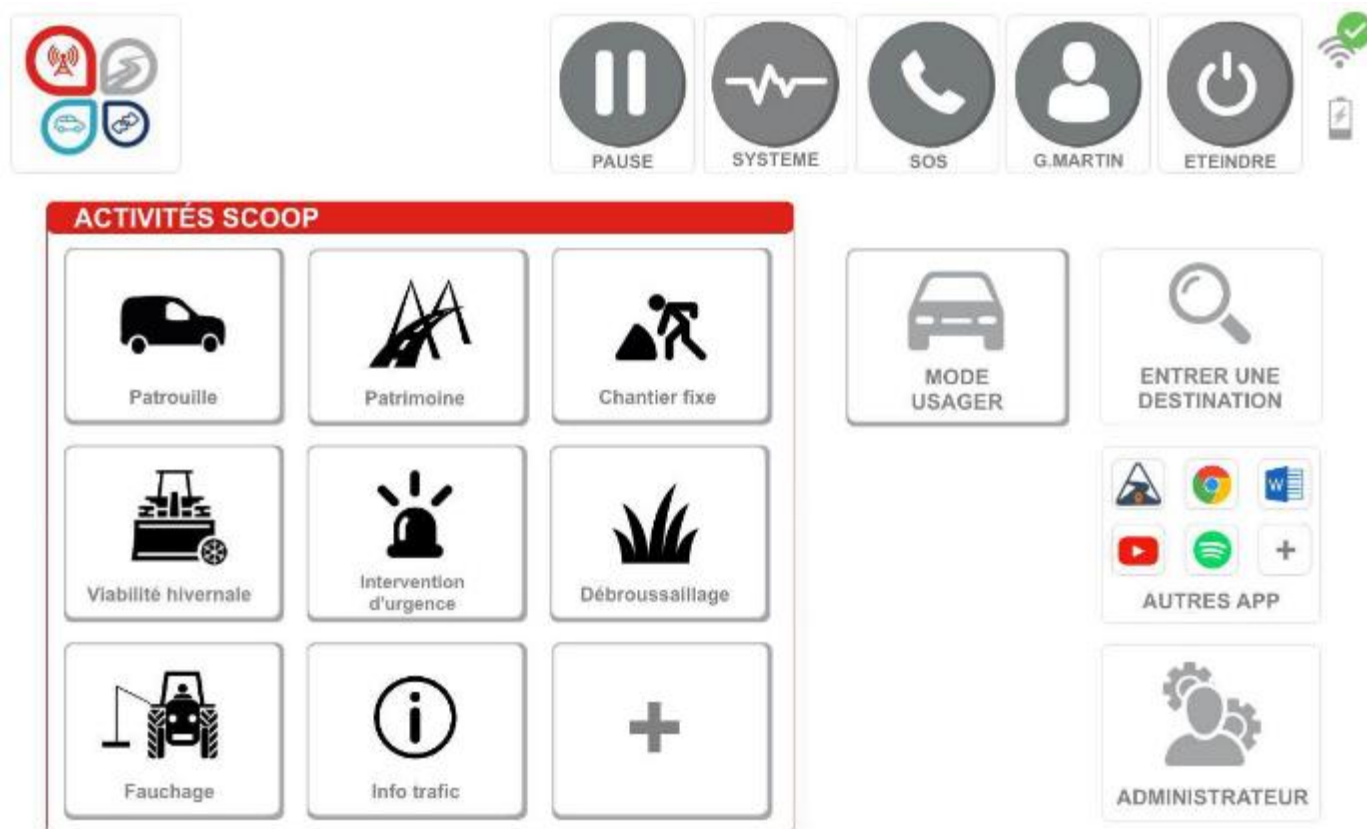 PAUSE
SYSTEME
SOS
G.MARTIN
ETEINDRE
ACTIVITÉS SCOOP
Patrouille
Patrimoine
Chantier fixe
MODE
USAGER
ENTRER UNE
DESTINATION
Viabilité hivernale
Intervention
d'urgence
Débroussaillage
W
AUTRES APP
Fauchage
Info trafic
ADMINISTRATEUR